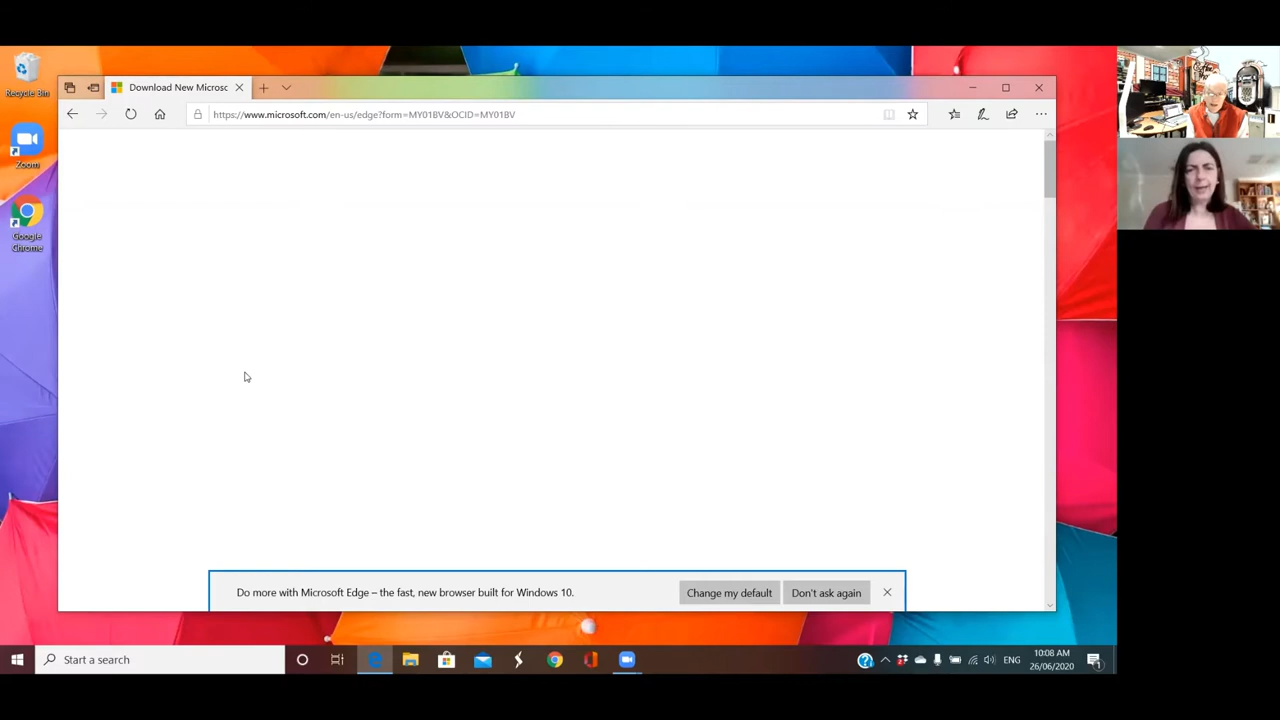 Recycle Bin
Zoom
Google
Chrome
Download New Microsc
https://www.microsoft.com/en-us/edge?form=MY01BV&OCID=MY01BV
Do more with Microsoft Edge – the fast, new browser built for Windows 10.
Change my default
Don't ask again
Start a search
ENG
10:08 AM
26/06/2020
1